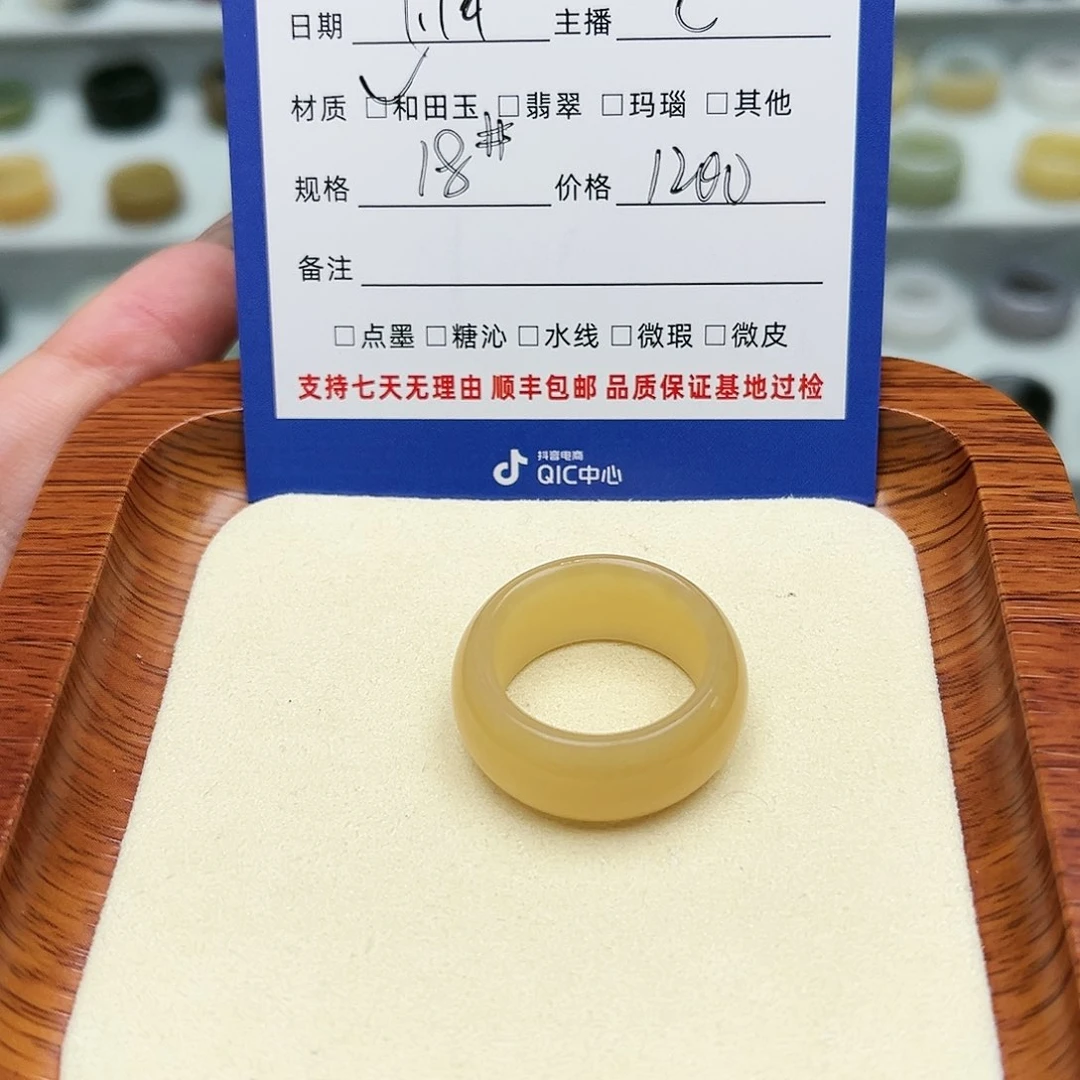 日期 1.14 主播 C
材质 □和田玉 □翡翠 □玛瑙 □其他
规格 18# 价格 1200
备注
□点墨 □糖沁 □水线 □微瑕 □微皮
支持七天无理由 顺丰包邮 品质保证基地过检
抖音电商
QIC中心